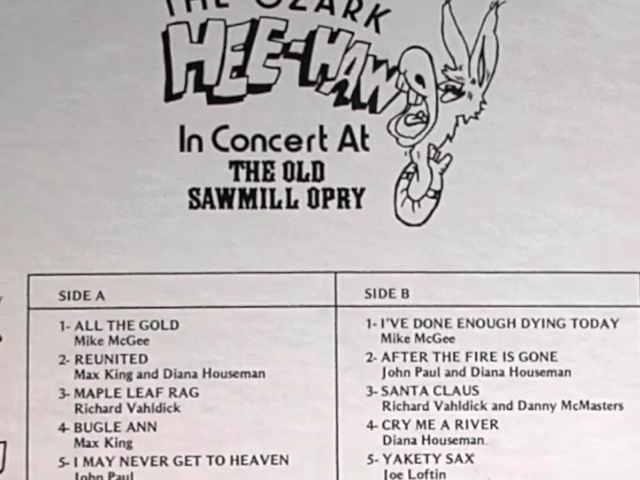 THE OZARK
HEE-HAW
In Concert At
THE OLD
SAWMILL OPRY
SIDE A
1- ALL THE GOLD
Mike McGee
2- REUNITED
Max King and Diana Houseman
3- MAPLE LEAF RAG
Richard Vahldick
4- BUGLE ANN
Max King
5- I MAY NEVER GET TO HEAVEN
John Paul
SIDE B
1- I'VE DONE ENOUGH DYING TODAY
Mike McGee
2- AFTER THE FIRE IS GONE
John Paul and Diana Houseman
3- SANTA CLAUS
Richard Vahldick and Danny McMasters
4- CRY ME A RIVER
Diana Houseman
5- YAKETY SAX
Joe Loftin